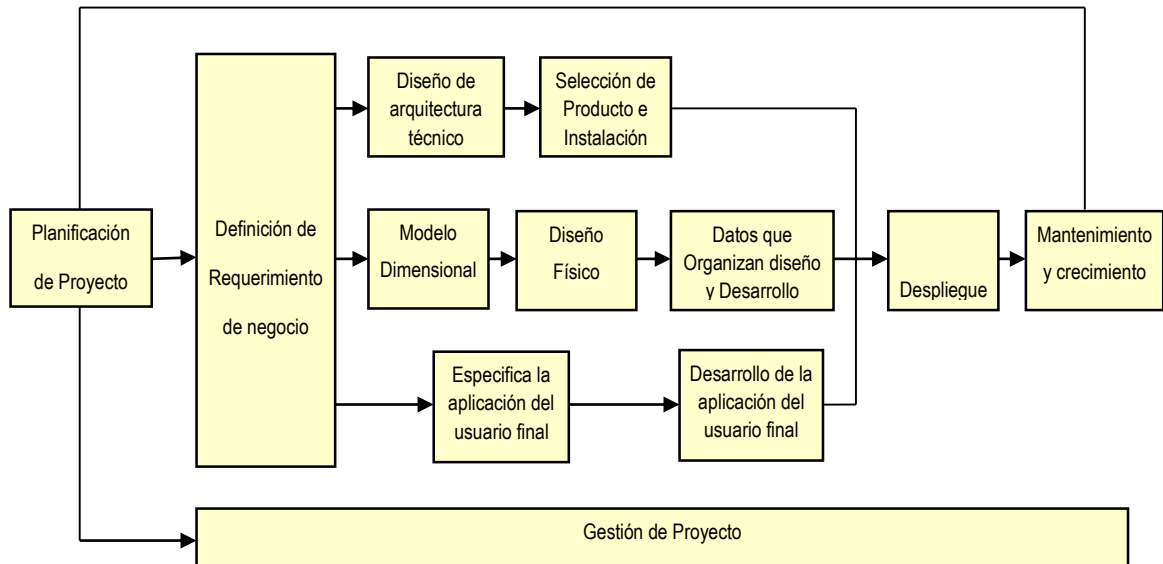 Diseño de
arquitectura
técnico
Selección de
Producto e
Instalación
Planificación
de Proyecto
Definición de
Requerimiento
de negocio
Modelo
Dimensional
Diseño
Físico
Datos que
Organizan diseño
y Desarrollo
Despliegue
Mantenimiento
y crecimiento
Especifica la
aplicación del
usuario final
Desarrollo de la
aplicación del
usuario final
Gestión de Proyecto